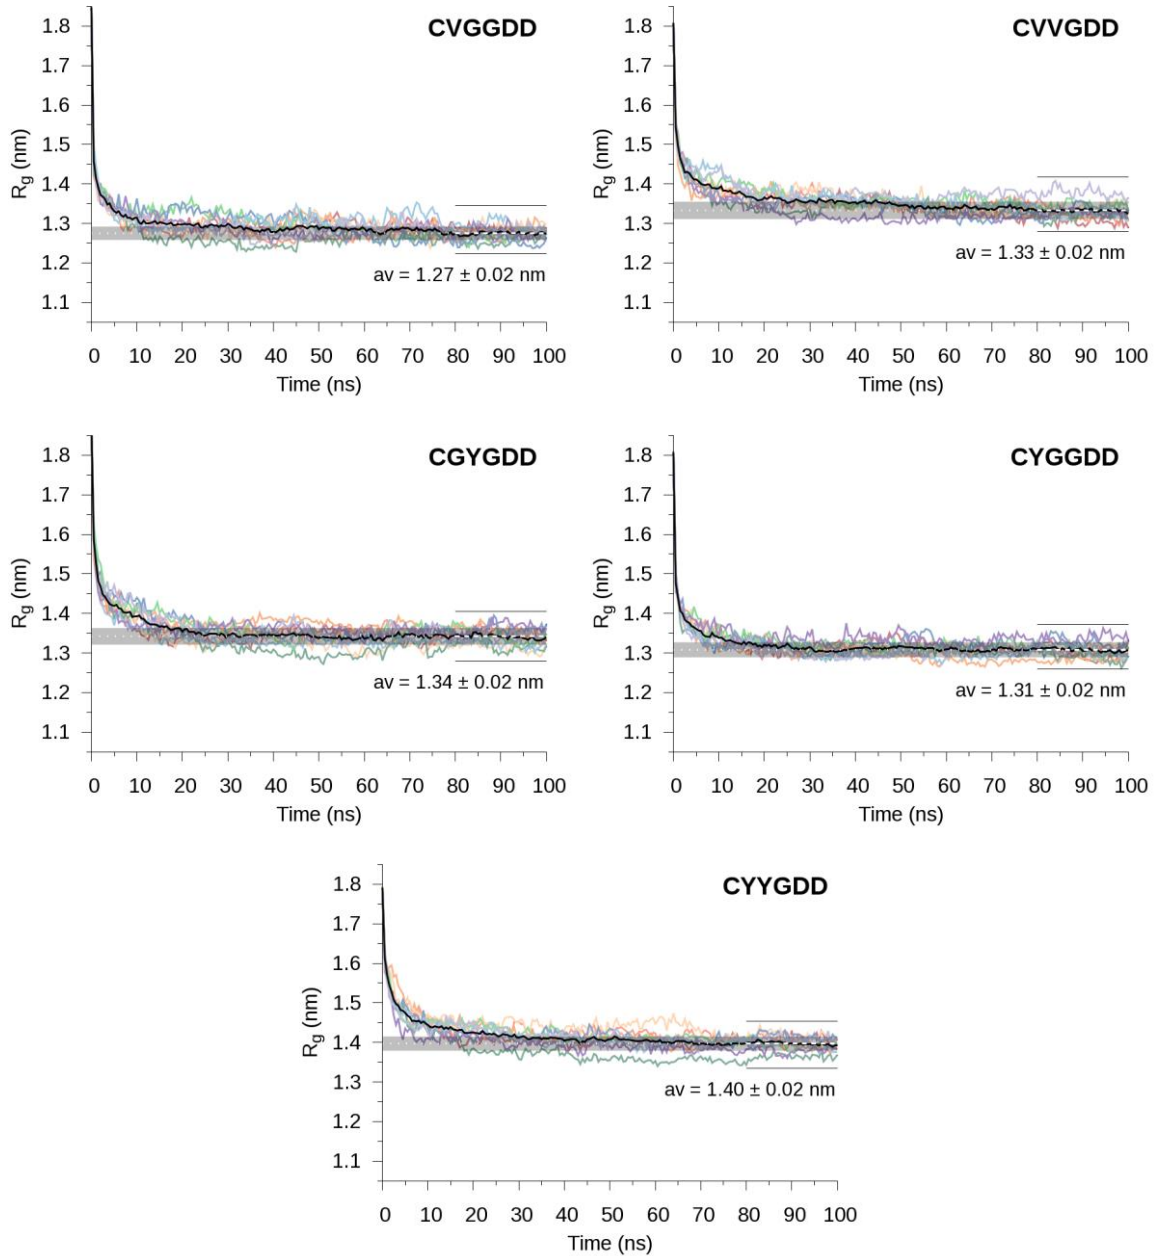 CVGGDD
1.8
1.7
1.6
1.5
1.4
1.3
1.2
1.1
Rg (nm)
av = 1.27 ± 0.02 nm
0 10 20 30 40 50 60 70 80 90 100
Time (ns)
CVVGDD
1.8
1.7
1.6
1.5
1.4
1.3
1.2
1.1
Rg (nm)
av = 1.33 ± 0.02 nm
0 10 20 30 40 50 60 70 80 90 100
Time (ns)
CGYGDD
1.8
1.7
1.6
1.5
1.4
1.3
1.2
1.1
Rg (nm)
av = 1.34 ± 0.02 nm
0 10 20 30 40 50 60 70 80 90 100
Time (ns)
CYGGDD
1.8
1.7
1.6
1.5
1.4
1.3
1.2
1.1
Rg (nm)
av = 1.31 ± 0.02 nm
0 10 20 30 40 50 60 70 80 90 100
Time (ns)
CYYGDD
1.8
1.7
1.6
1.5
1.4
1.3
1.2
1.1
Rg (nm)
av = 1.40 ± 0.02 nm
0 10 20 30 40 50 60 70 80 90 100
Time (ns)